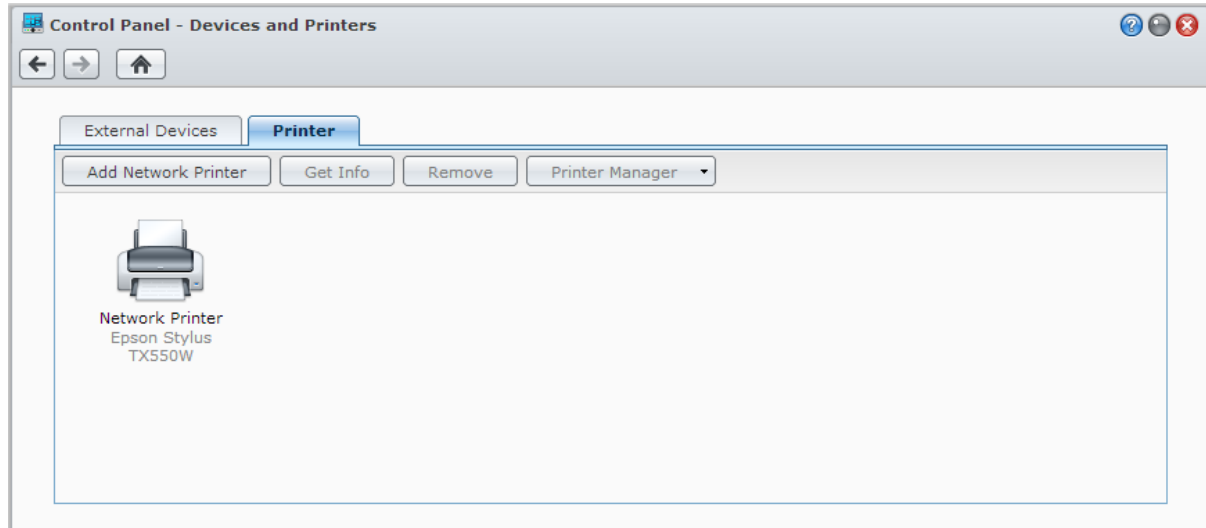 Control Panel - Devices and Printers
External Devices
Printer
Add Network Printer
Get Info
Remove
Printer Manager
Network Printer
Epson Stylus
TX550W